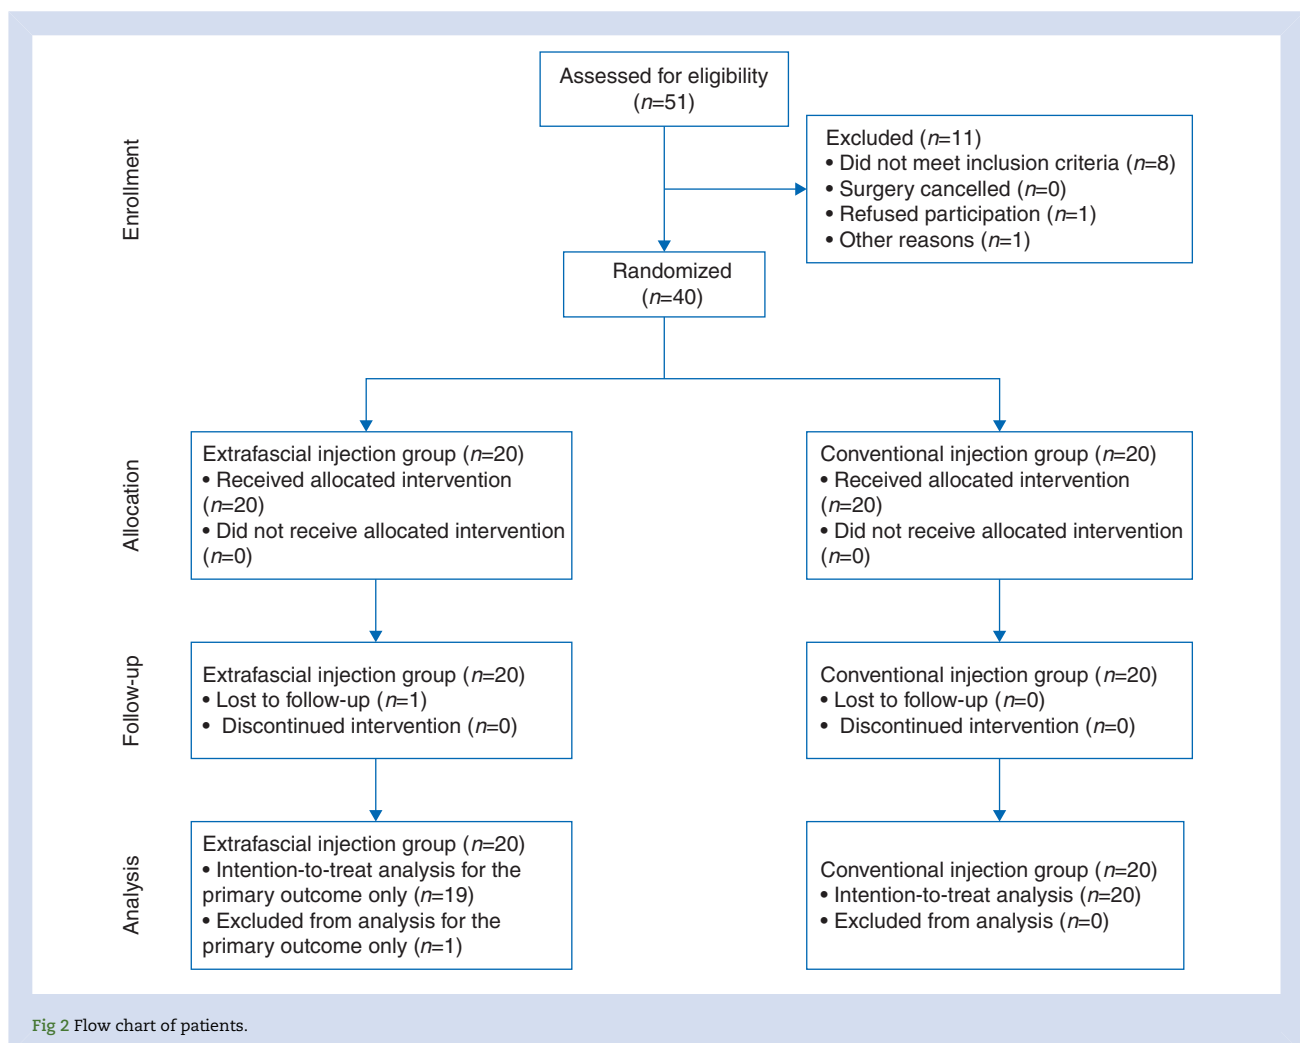 Assessed for eligibility
(n=51)
Enrollment
Excluded (n=11)
• Did not meet inclusion criteria (n=8)
• Surgery cancelled (n=0)
• Refused participation (n=1)
• Other reasons (n=1)
Randomized
(n=40)
Allocation
Extrafascial injection group (n=20)
• Received allocated intervention
(n=20)
• Did not receive allocated intervention
(n=0)
Conventional injection group (n=20)
• Received allocated intervention
(n=20)
• Did not receive allocated intervention
(n=0)
Follow-up
Extrafascial injection group (n=20)
• Lost to follow-up (n=1)
• Discontinued intervention (n=0)
Conventional injection group (n=20)
• Lost to follow-up (n=0)
• Discontinued intervention (n=0)
Analysis
Extrafascial injection group (n=20)
• Intention-to-treat analysis for the
primary outcome only (n=19)
• Excluded from analysis for the
primary outcome only (n=1)
Conventional injection group (n=20)
• Intention-to-treat analysis (n=20)
• Excluded from analysis (n=0)
Fig 2 Flow chart of patients.